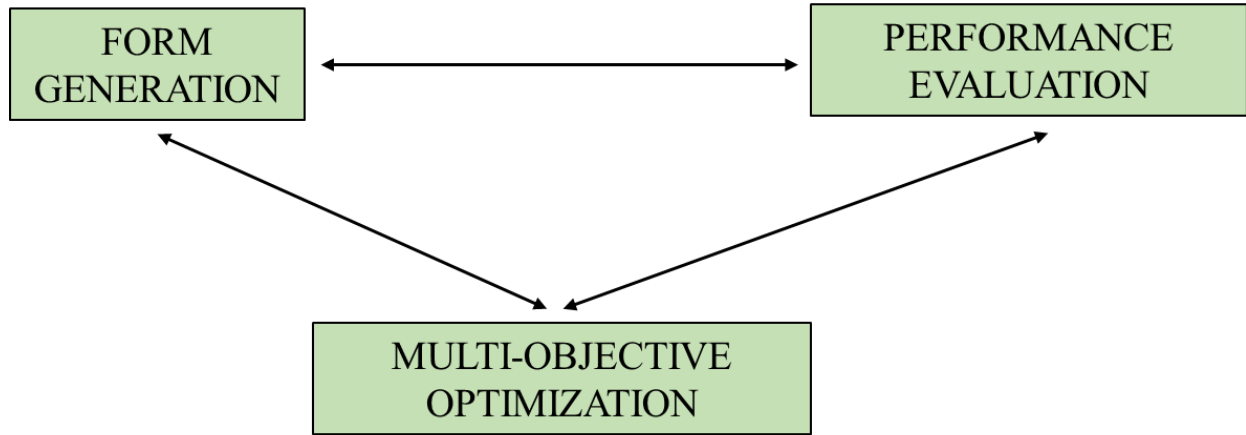 FORM
GENERATION
PERFORMANCE
EVALUATION
MULTI-OBJECTIVE
OPTIMIZATION